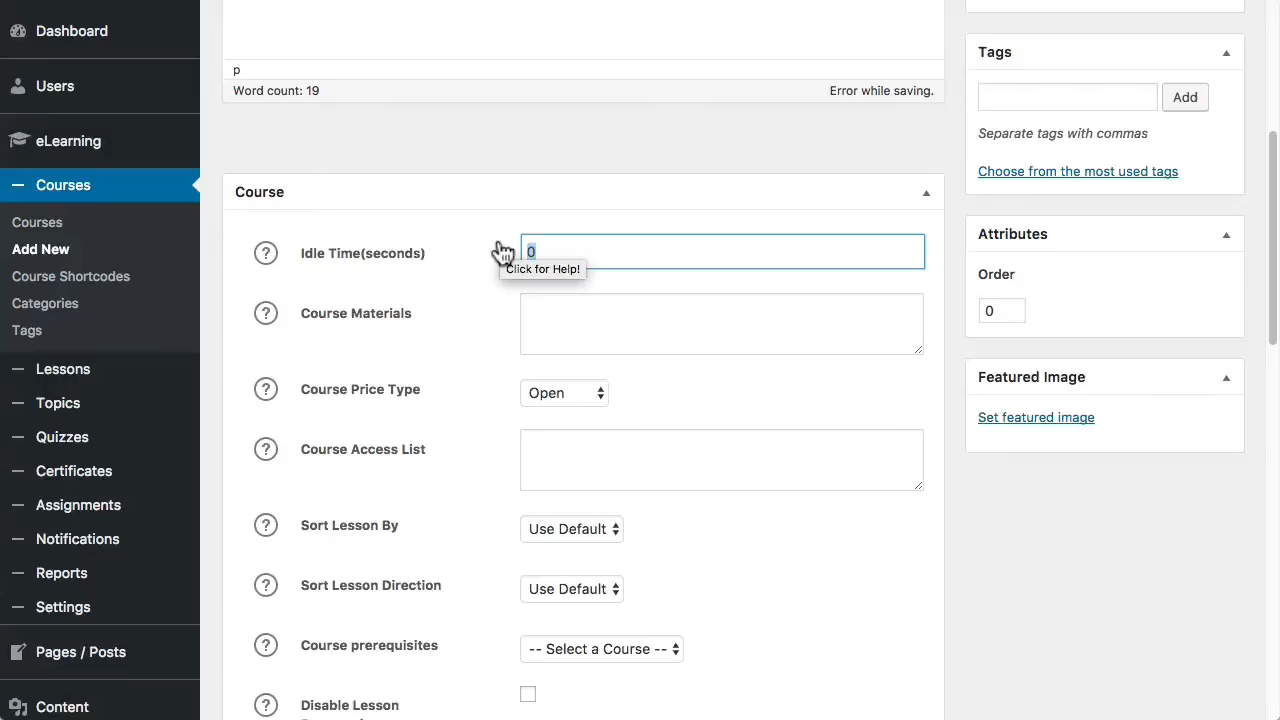 Dashboard
Users
eLearning
Courses
Courses
Add New
Course Shortcodes
Categories
Tags
Lessons
Topics
Quizzes
Certificates
Assignments
Notifications
Reports
Settings
Pages / Posts
Content
p
Word count: 19
Error while saving.
Course
? Idle Time(seconds)
0
Click for Help!
? Course Materials
? Course Price Type
Open
? Course Access List
? Sort Lesson By
Use Default
? Sort Lesson Direction
Use Default
? Course prerequisites
-- Select a Course --
? Disable Lesson
Tags
Add
Separate tags with commas
Choose from the most used tags
Attributes
Order
0
Featured Image
Set featured image